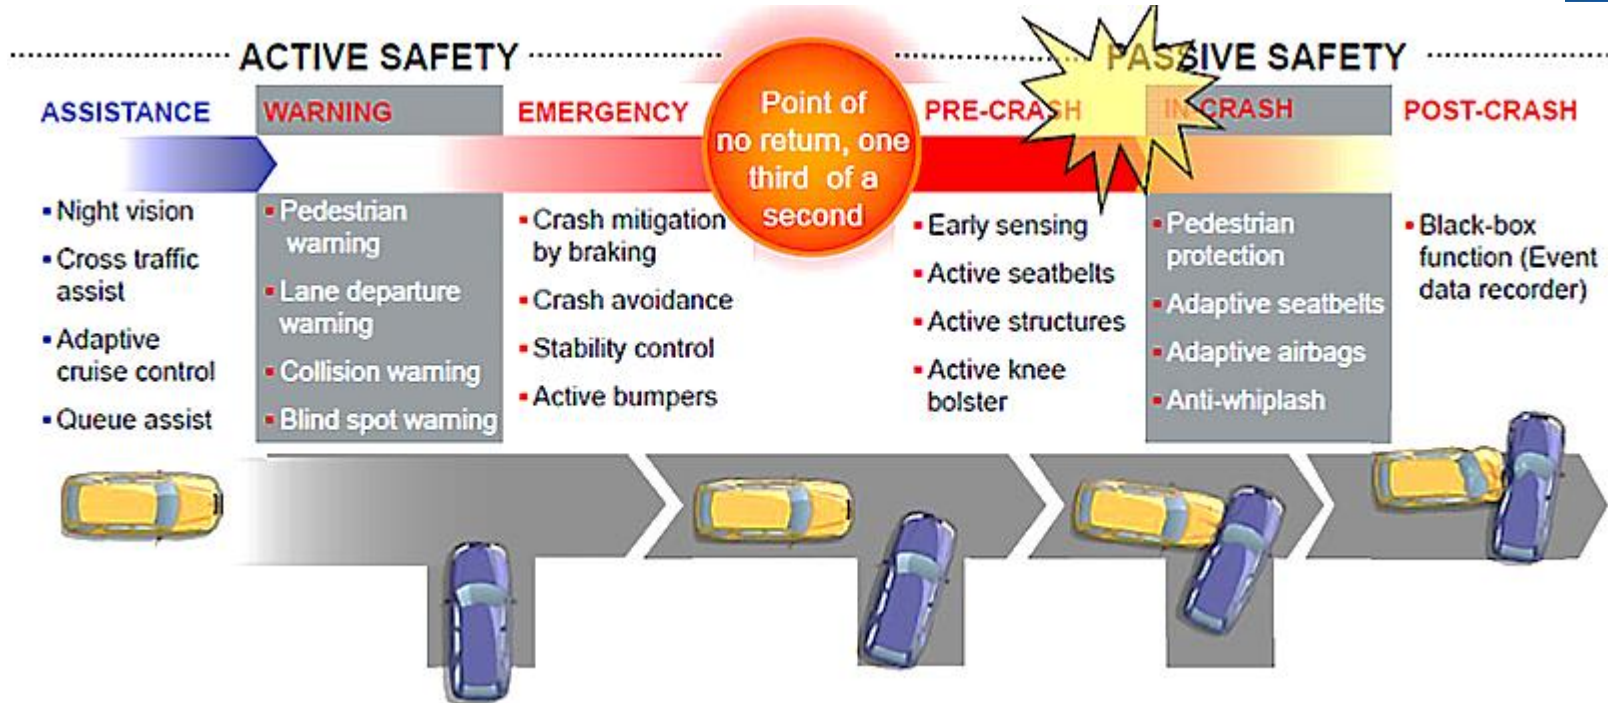 ACTIVE SAFETY
PASSIVE SAFETY
ASSISTANCE
Night vision
Cross traffic
assist
Adaptive
cruise control
Queue assist
WARNING
Pedestrian
warning
Lane departure
warning
Collision warning
Blind spot warning
EMERGENCY
Crash mitigation
by braking
Crash avoidance
Stability control
Active bumpers
Point of
no return, one
third of a
second
PRE-CRASH
Early sensing
Active seatbelts
Active structures
Active knee
bolster
IN-CRASH
Pedestrian
protection
Adaptive seatbelts
Adaptive airbags
Anti-whiplash
POST-CRASH
Black-box
function (Event
data recorder)